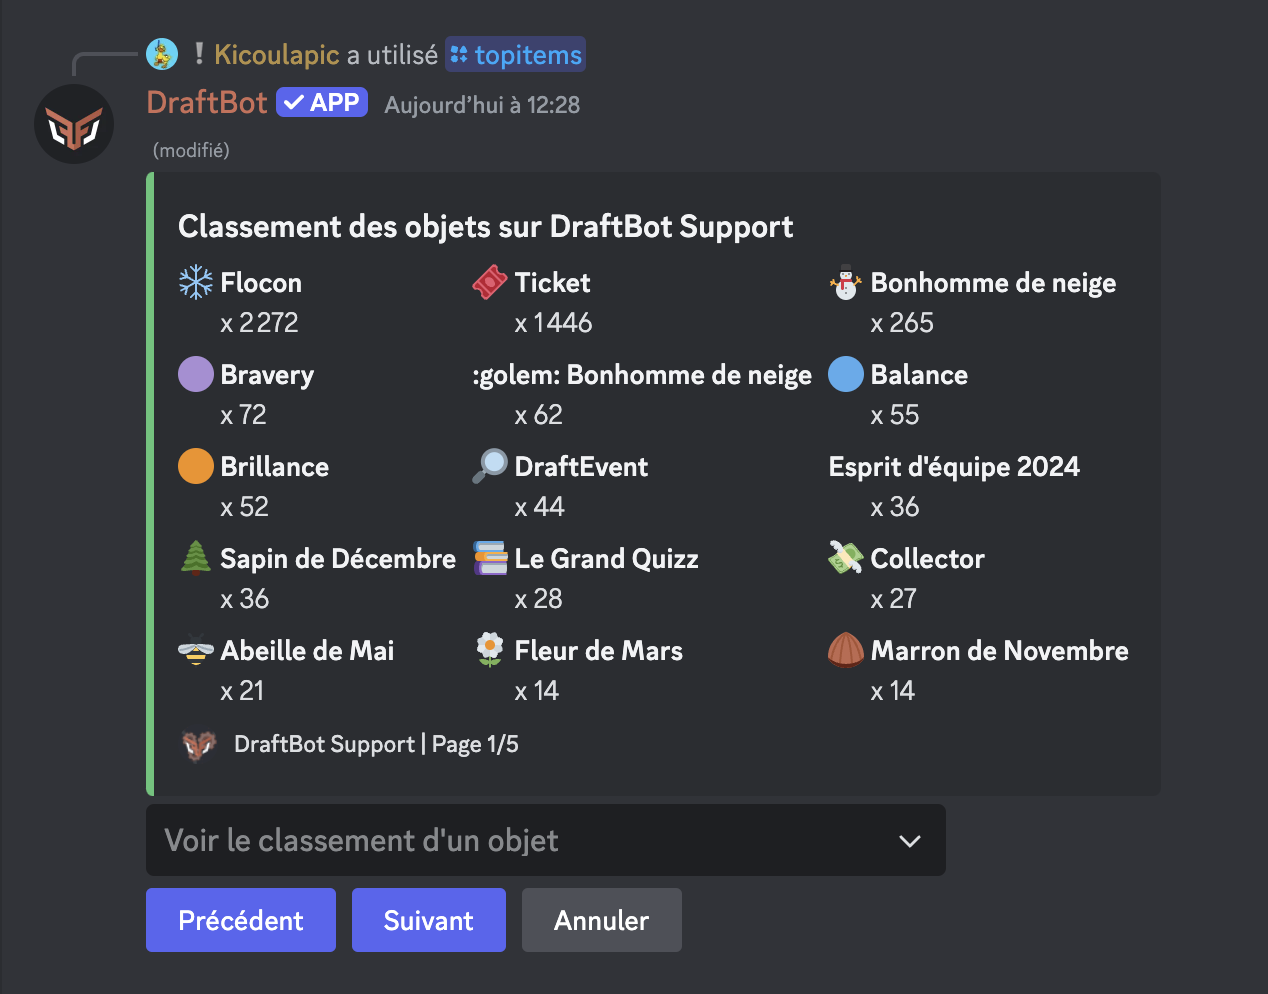 ! Kicoulapic a utilisé topitems
DraftBot APP Aujourd’hui à 12:28
(modifié)
Classement des objets sur DraftBot Support
Flocon Ticket Bonhomme de neige
x 2 272 x 1 446 x 265
Bravery :golem: Bonhomme de neige Balance
x 72 x 62 x 55
Brillance DraftEvent Esprit d'équipe 2024
x 52 x 44 x 36
Sapin de Décembre Le Grand Quizz Collector
x 36 x 28 x 27
Abeille de Mai Fleur de Mars Marron de Novembre
x 21 x 14 x 14
DraftBot Support | Page 1/5
Voir le classement d'un objet
Précédent Suivant Annuler